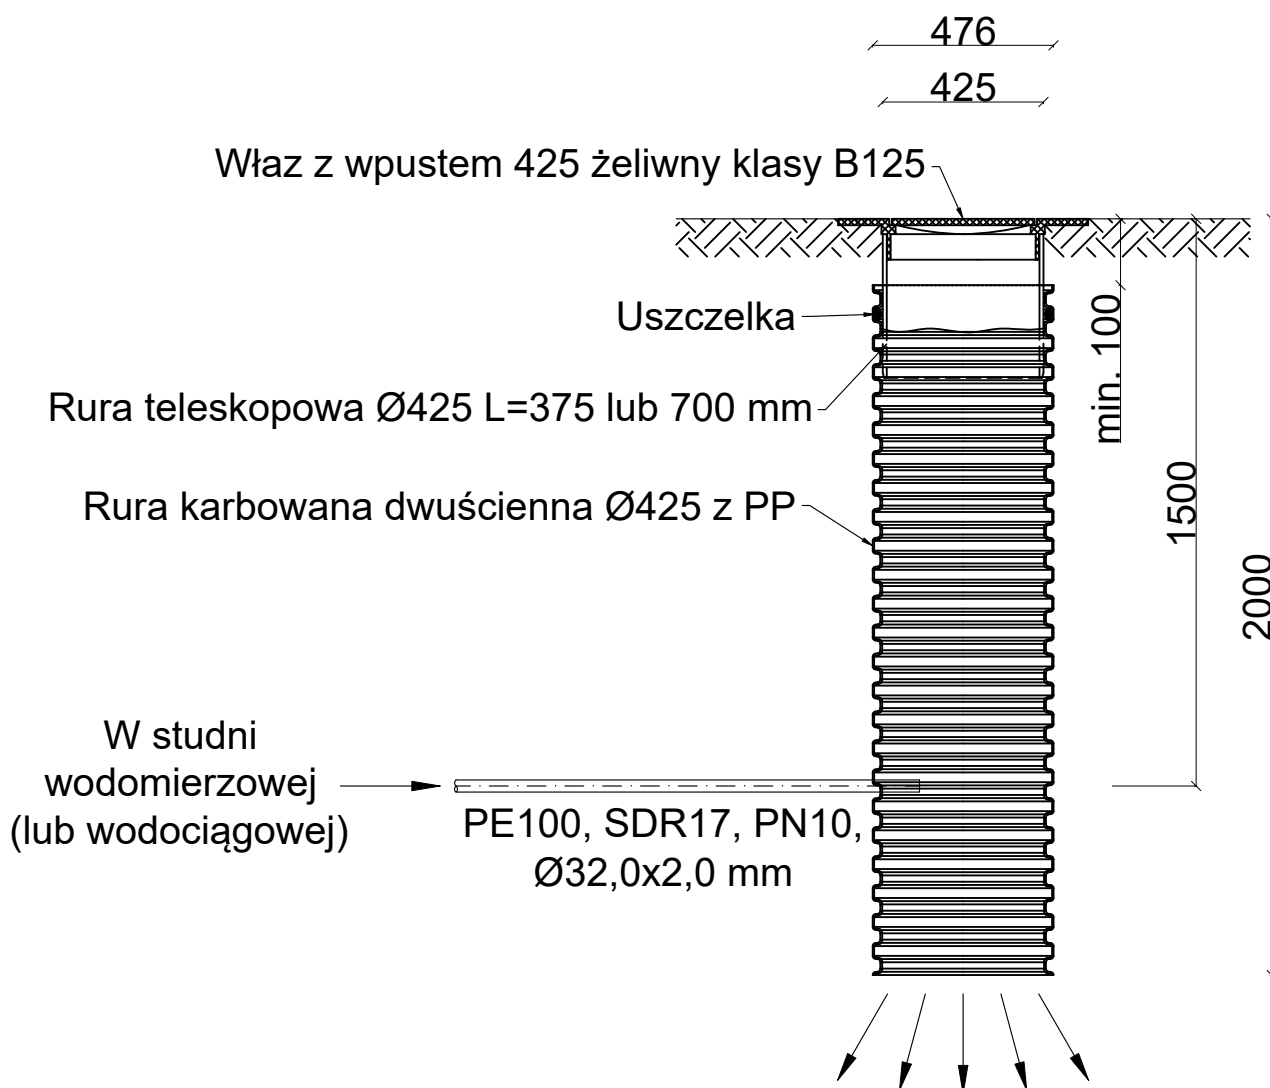 476
425
Właz z wpustem 425 żeliwny klasy B125
Uszczelka
min. 100
Rura teleskopowa Ø425 L=375 lub 700 mm
Rura karbowana dwuścienna Ø425 z PP
1500
2000
W studni
wodomierzowej
(lub wodociągowej)
PE100, SDR17, PN10,
Ø32,0x2,0 mm